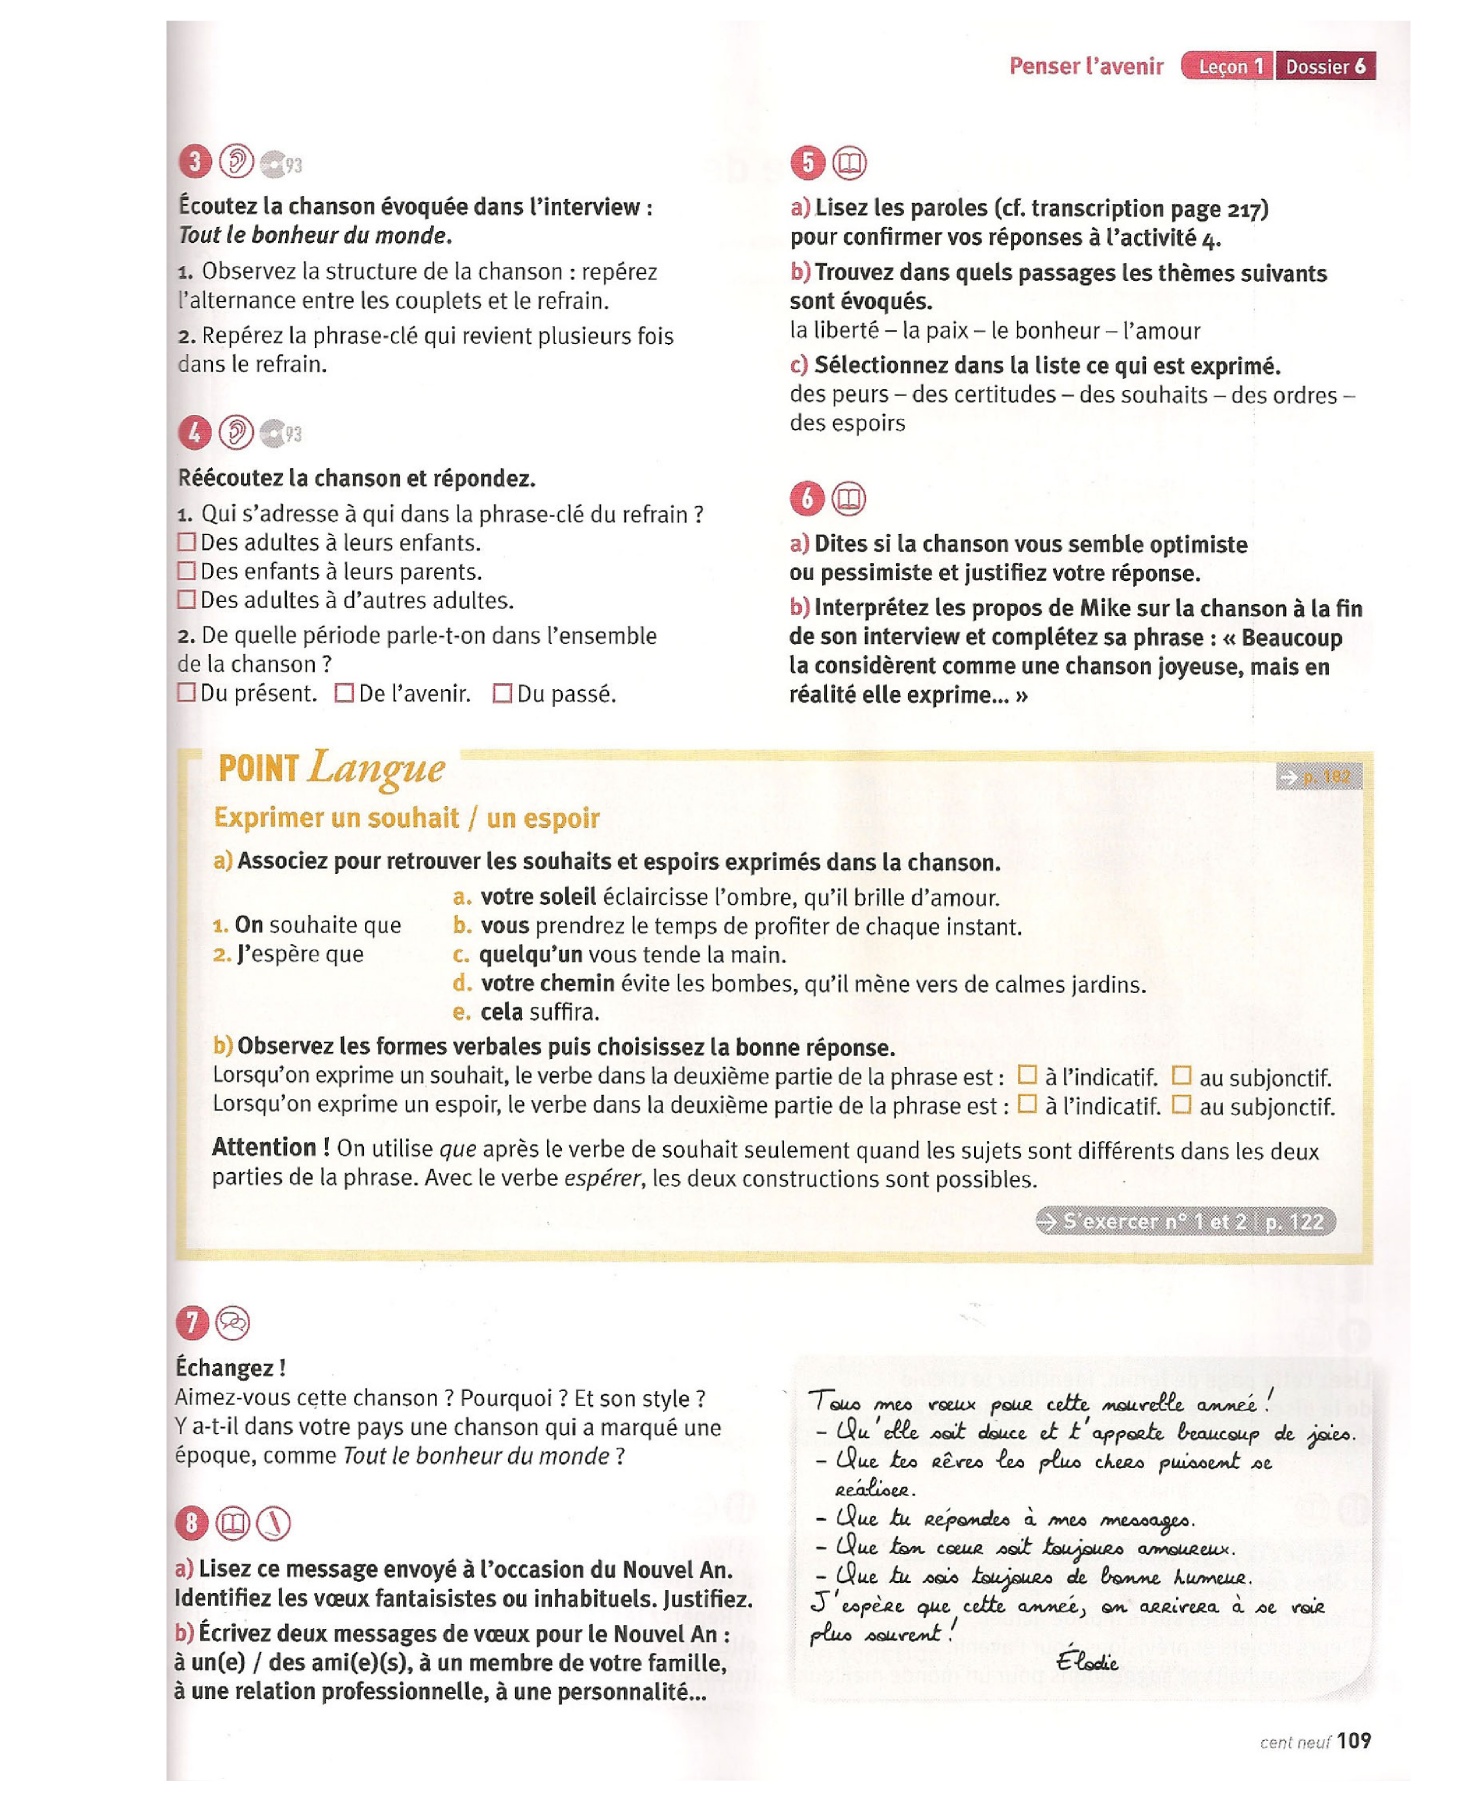 Penser l'avenir Leçon 1 Dossier 6
3 93
Écoutez la chanson évoquée dans l'interview :
Tout le bonheur du monde.
1. Observez la structure de la chanson : repérez
l'alternance entre les couplets et le refrain.
2. Repérez la phrase-clé qui revient plusieurs fois
dans le refrain.
4 93
Réécoutez la chanson et répondez.
1. Qui s'adresse à qui dans la phrase-clé du refrain ?
☐ Des adultes à leurs enfants.
☐ Des enfants à leurs parents.
☐ Des adultes à d'autres adultes.
2. De quelle période parle-t-on dans l'ensemble
de la chanson ?
☐ Du présent. ☐ De l'avenir. ☐ Du passé.
5
a) Lisez les paroles (cf. transcription page 217)
pour confirmer vos réponses à l'activité 4.
b) Trouvez dans quels passages les thèmes suivants
sont évoqués.
la liberté – la paix – le bonheur – l'amour
c) Sélectionnez dans la liste ce qui est exprimé.
des peurs – des certitudes – des souhaits – des ordres –
des espoirs
6
a) Dites si la chanson vous semble optimiste
ou pessimiste et justifiez votre réponse.
b) Interprétez les propos de Mike sur la chanson à la fin
de son interview et complétez sa phrase : « Beaucoup
la considèrent comme une chanson joyeuse, mais en
réalité elle exprime... »
POINT Langue
→ p. 182
Exprimer un souhait / un espoir
a) Associez pour retrouver les souhaits et espoirs exprimés dans la chanson.
a. votre soleil éclaircisse l'ombre, qu'il brille d'amour.
1. On souhaite que b. vous prendrez le temps de profiter de chaque instant.
2. J'espère que c. quelqu'un vous tende la main.
d. votre chemin évite les bombes, qu'il mène vers de calmes jardins.
e. cela suffira.
b) Observez les formes verbales puis choisissez la bonne réponse.
Lorsqu'on exprime un souhait, le verbe dans la deuxième partie de la phrase est : ☐ à l'indicatif. ☐ au subjonctif.
Lorsqu'on exprime un espoir, le verbe dans la deuxième partie de la phrase est : ☐ à l'indicatif. ☐ au subjonctif.
Attention ! On utilise que après le verbe de souhait seulement quand les sujets sont différents dans les deux
parties de la phrase. Avec le verbe espérer, les deux constructions sont possibles.
→ S'exercer n° 1 et 2 | p. 122
7
Échangez !
Aimez-vous cette chanson ? Pourquoi ? Et son style ?
Y a-t-il dans votre pays une chanson qui a marqué une
époque, comme Tout le bonheur du monde ?
8
a) Lisez ce message envoyé à l'occasion du Nouvel An.
Identifiez les vœux fantaisistes ou inhabituels. Justifiez.
b) Écrivez deux messages de vœux pour le Nouvel An :
à un(e) / des ami(e)(s), à un membre de votre famille,
à une relation professionnelle, à une personnalité...
Tous mes vœux pour cette nouvelle année !
- Qu'elle soit douce et t'apporte beaucoup de joies.
- Que tes rêves les plus chers puissent se
réaliser.
- Que tu répondes à mes messages.
- Que ton cœur soit toujours amoureux.
- Que tu sois toujours de bonne humeur.
J'espère que, cette année, on arrivera à se voir
plus souvent !
Élodie
cent neuf 109